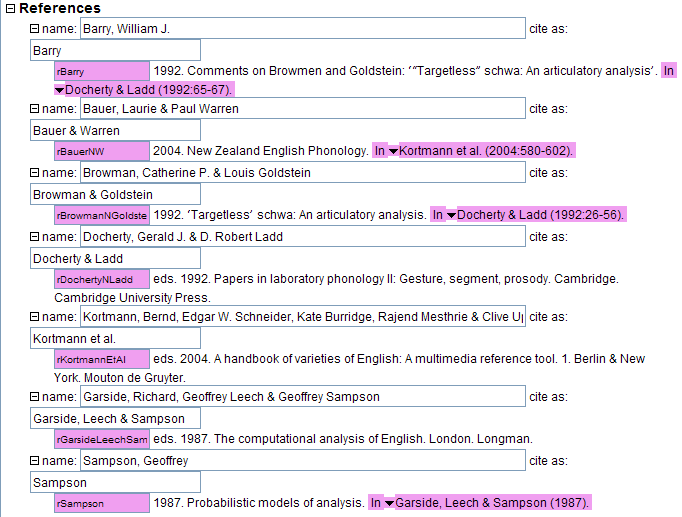 References
name: Barry, William J. cite as:
Barry
rBarry 1992. Comments on Browmen and Goldstein: ‘“Targetless” schwa: An articulatory analysis’. In
Docherty & Ladd (1992:65-67).
name: Bauer, Laurie & Paul Warren cite as:
Bauer & Warren
rBauerNW 2004. New Zealand English Phonology. In Kortmann et al. (2004:580-602).
name: Browman, Catherine P. & Louis Goldstein cite as:
Browman & Goldstein
rBrowmanNGoldste 1992. ‘Targetless’ schwa: An articulatory analysis. In Docherty & Ladd (1992:26-56).
name: Docherty, Gerald J. & D. Robert Ladd cite as:
Docherty & Ladd
rDochertyNLadd eds. 1992. Papers in laboratory phonology II: Gesture, segment, prosody. Cambridge.
Cambridge University Press.
name: Kortmann, Bernd, Edgar W. Schneider, Kate Burridge, Rajend Mesthrie & Clive Up cite as:
Kortmann et al.
rKortmannEtAl eds. 2004. A handbook of varieties of English: A multimedia reference tool. 1. Berlin & New
York. Mouton de Gruyter.
name: Garside, Richard, Geoffrey Leech & Geoffrey Sampson cite as:
Garside, Leech & Sampson
rGarsideLeechSam eds. 1987. The computational analysis of English. London. Longman.
name: Sampson, Geoffrey cite as:
Sampson
rSampson 1987. Probabilistic models of analysis. In Garside, Leech & Sampson (1987).